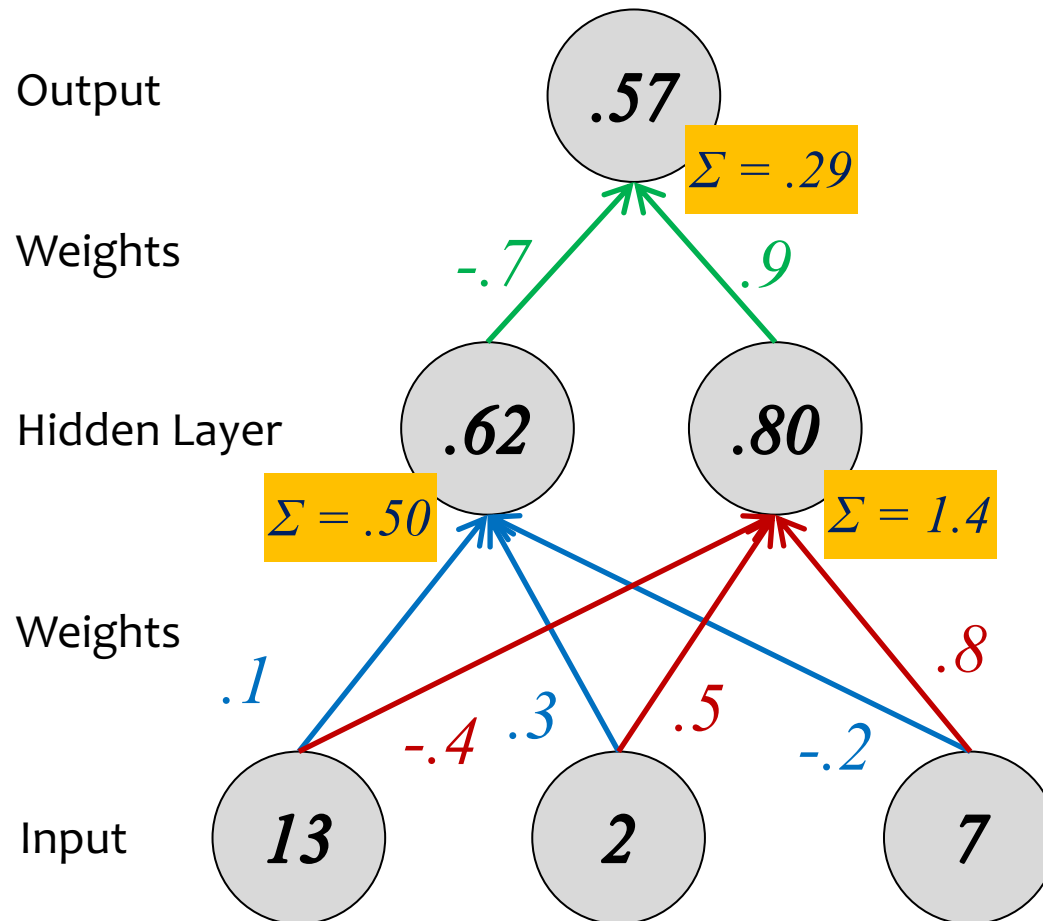 Output
.57
Σ = .29
Weights
-.7
.9
Hidden Layer
.62
.80
Σ = .50
Σ = 1.4
Weights
.1
-.4
.3
.5
-.2
.8
Input
13
2
7